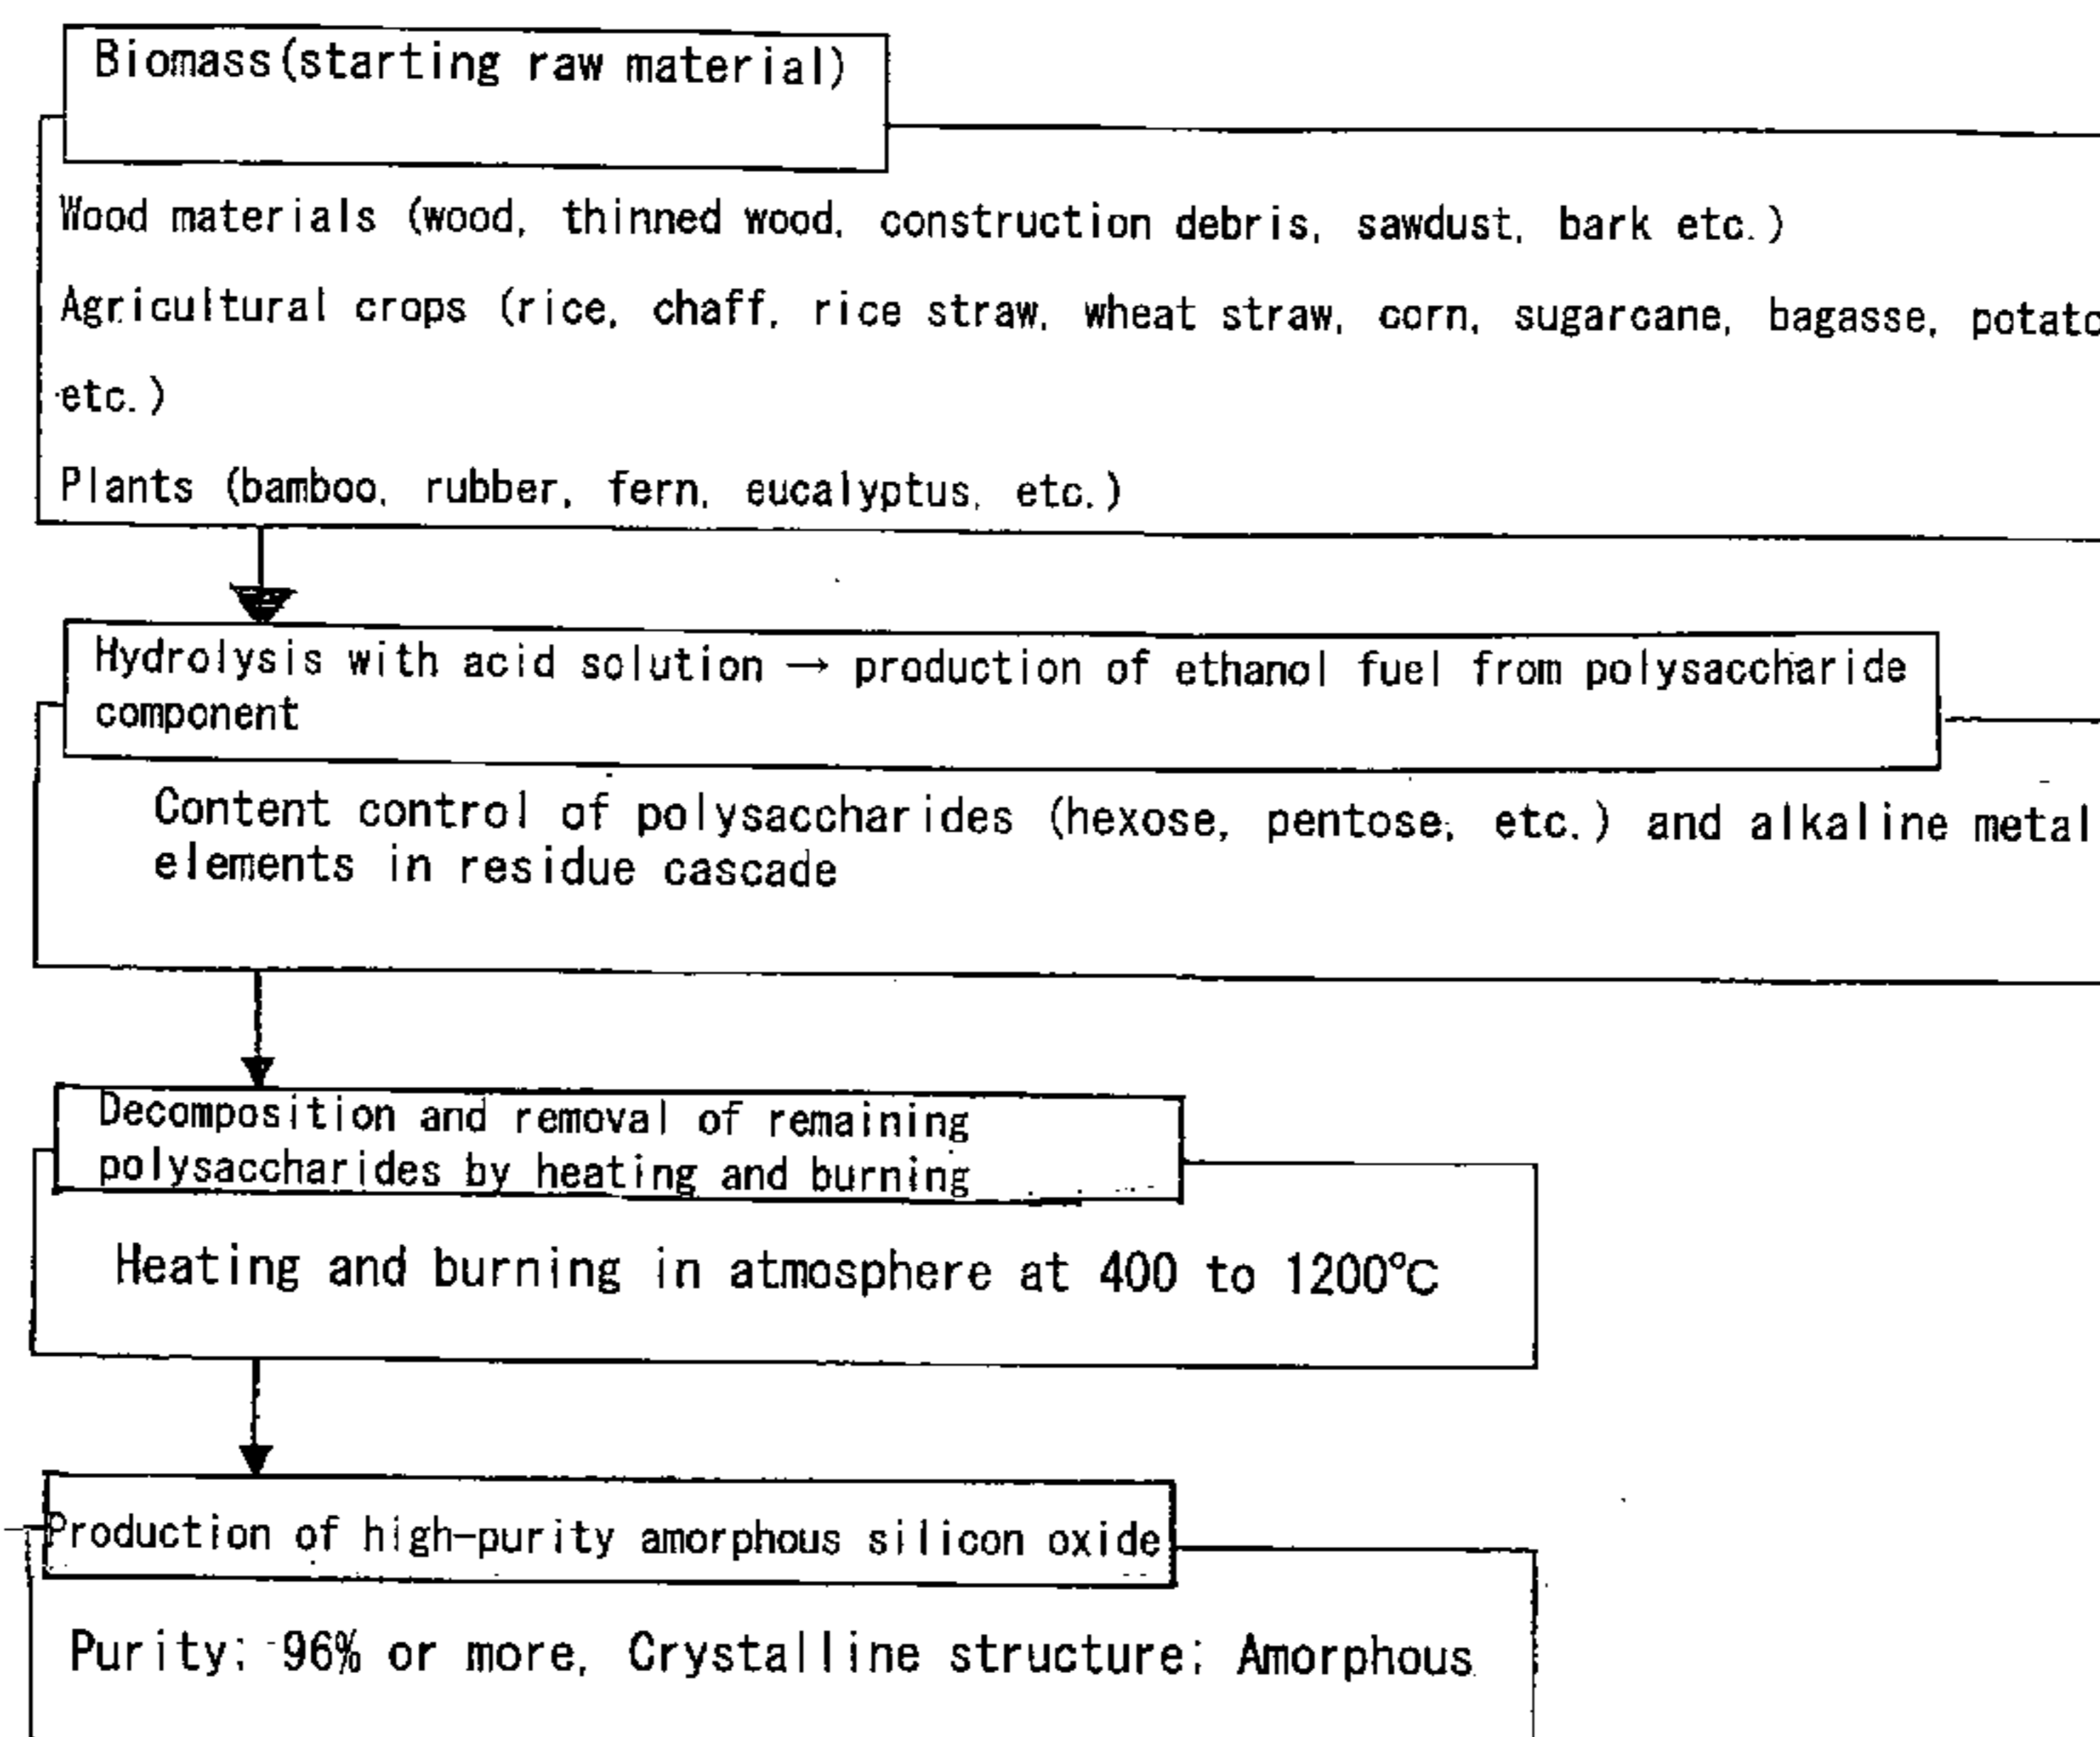 Biomass(starting raw material)
Wood materials (wood, thinned wood, construction debris, sawdust, bark etc.)
Agricultural crops (rice, chaff, rice straw, wheat straw, corn, sugarcane, bagasse, potato
etc.)
Plants (bamboo, rubber, fern, eucalyptus, etc.)
Hydrolysis with acid solution → production of ethanol fuel from polysaccharide
component
Content control of polysaccharides (hexose, pentose, etc.) and alkaline metal
elements in residue cascade
Decomposition and removal of remaining
polysaccharides by heating and burning
Heating and burning in atmosphere at 400 to 1200℃
Production of high-purity amorphous silicon oxide
Purity: 96% or more, Crystalline structure: Amorphous